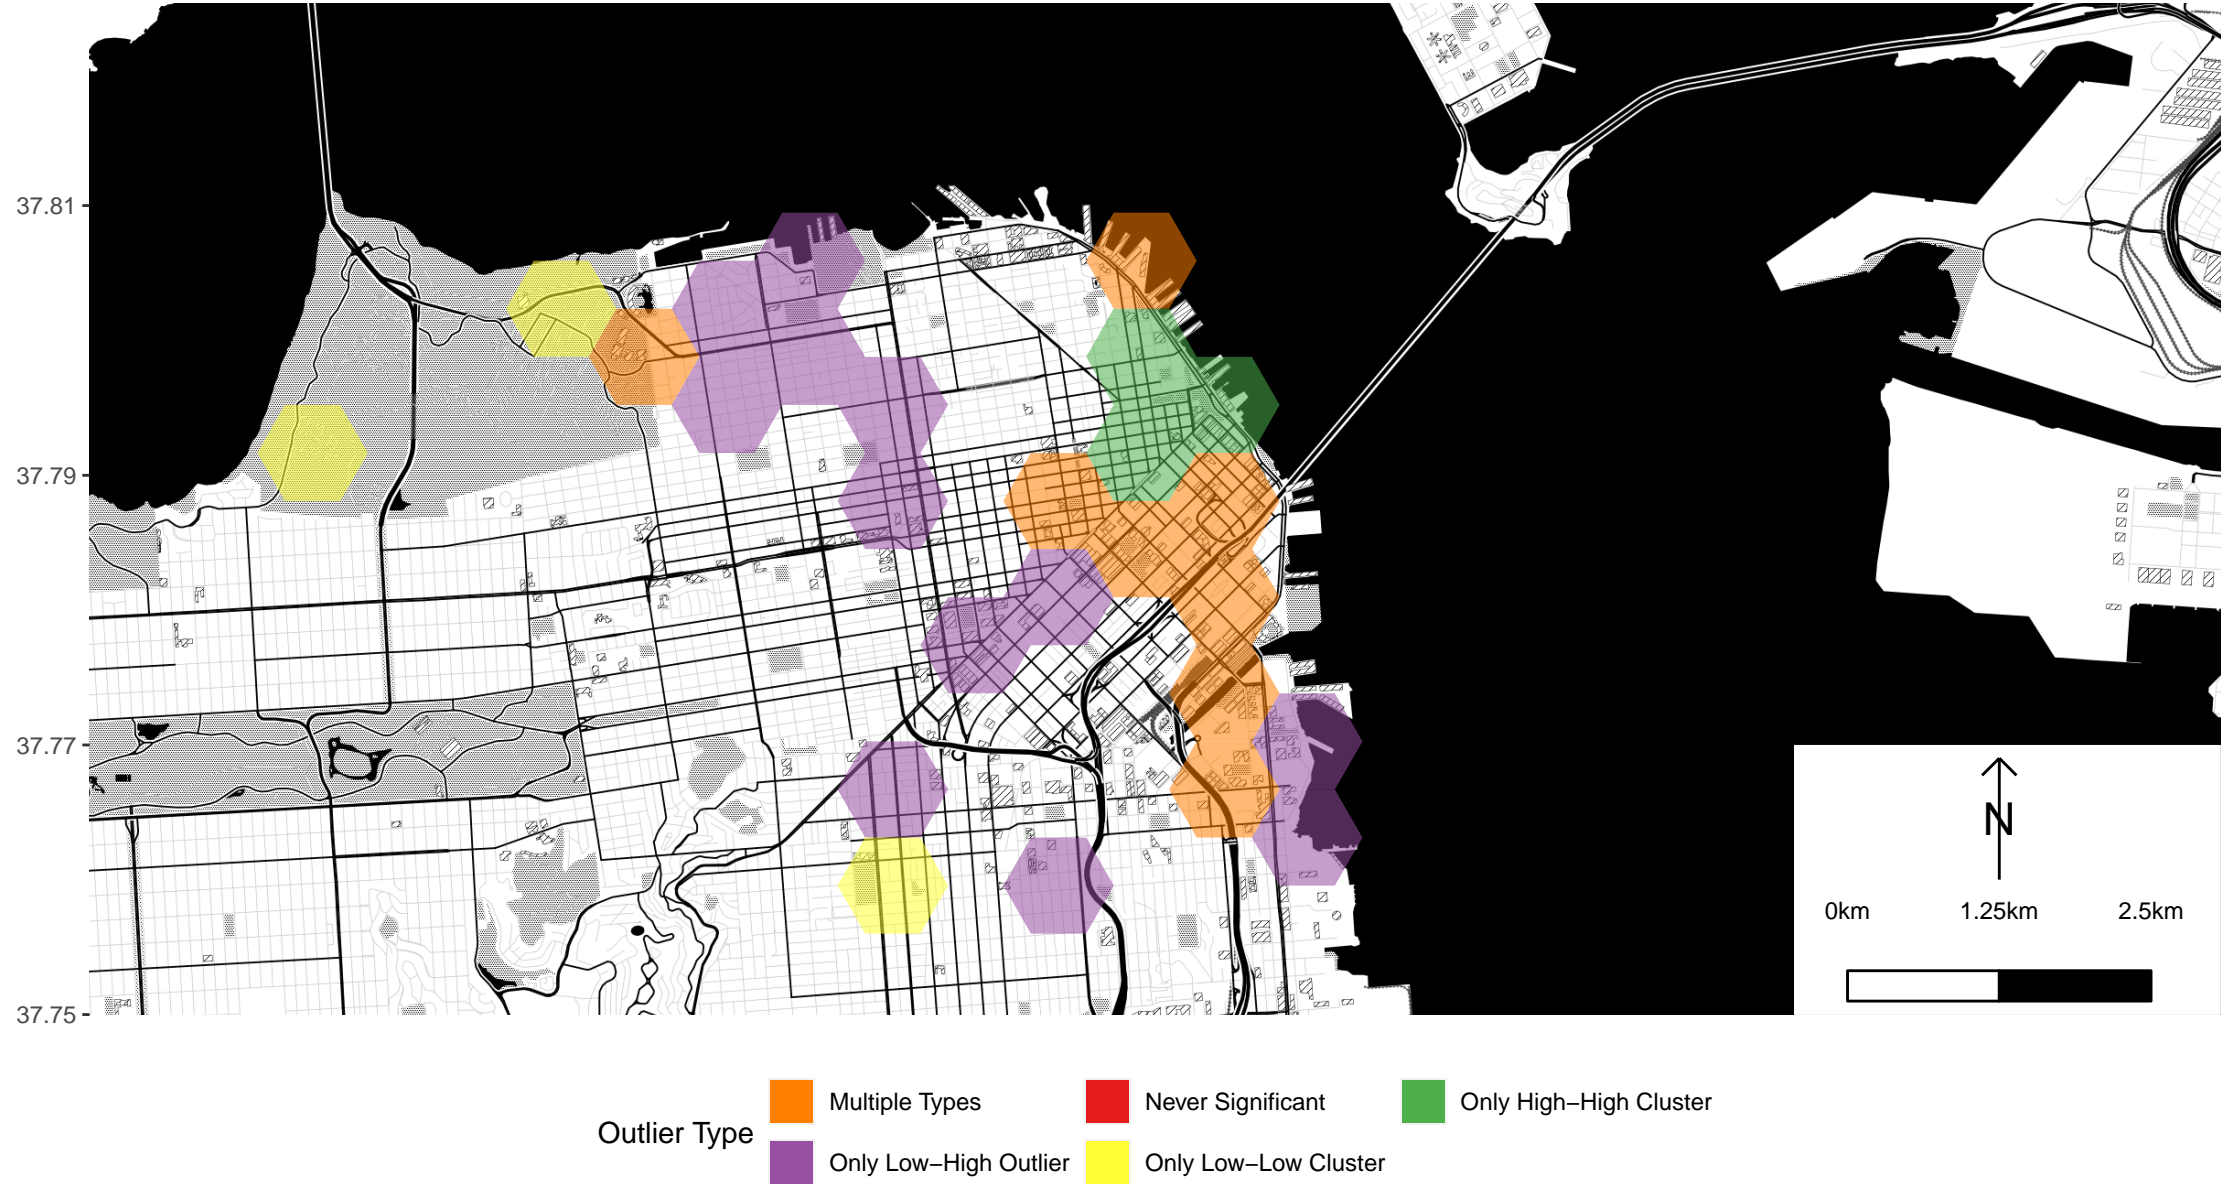 37.81
37.79
37.77
37.75
N
0km 1.25km 2.5km
Outlier Type
Multiple Types Never Significant Only High−High Cluster
Only Low−High Outlier Only Low−Low Cluster